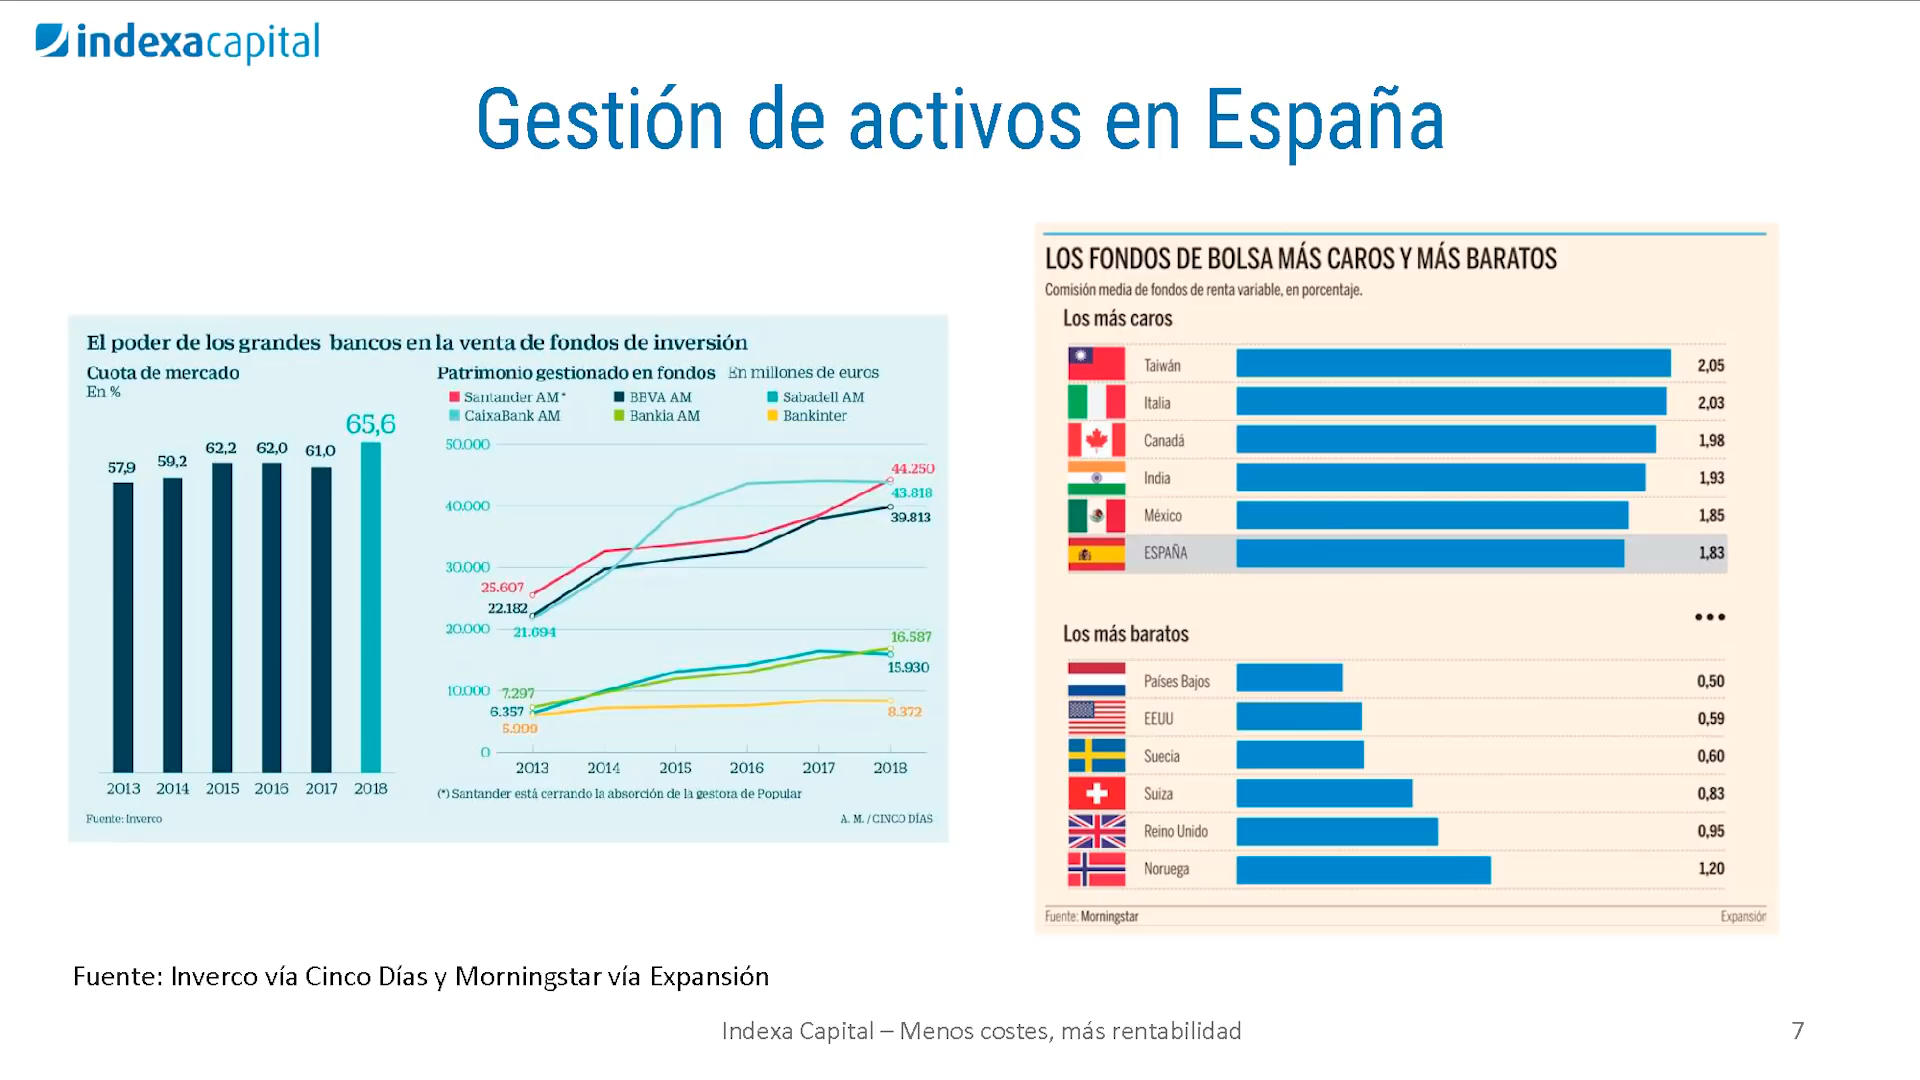 indexacapital
Gestión de activos en España
El poder de los grandes bancos en la venta de fondos de inversión
Cuota de mercado
En %
57,9
59,2
62,2
62,0
61,0
65,6
2013
2014
2015
2016
2017
2018
Fuente: Inverco
Patrimonio gestionado en fondos En millones de euros
Santander AM*
BBVA AM
Sabadell AM
CaixaBank AM
Bankia AM
Bankinter
50.000
40.000
30.000
20.000
10.000
0
25.607
22.182
21.694
7.297
6.357
5.999
44.250
43.818
39.813
16.587
15.930
8.372
2013
2014
2015
2016
2017
2018
(*) Santander está cerrando la absorción de la gestora de Popular
A. M. / CINCO DÍAS
LOS FONDOS DE BOLSA MÁS CAROS Y MÁS BARATOS
Comisión media de fondos de renta variable, en porcentaje.
Los más caros
Taiwán 2,05
Italia 2,03
Canadá 1,98
India 1,93
México 1,85
ESPAÑA 1,83
•••
Los más baratos
Países Bajos 0,50
EEUU 0,59
Suecia 0,60
Suiza 0,83
Reino Unido 0,95
Noruega 1,20
Fuente: Morningstar
Expansión
Fuente: Inverco vía Cinco Días y Morningstar vía Expansión
Indexa Capital – Menos costes, más rentabilidad
7